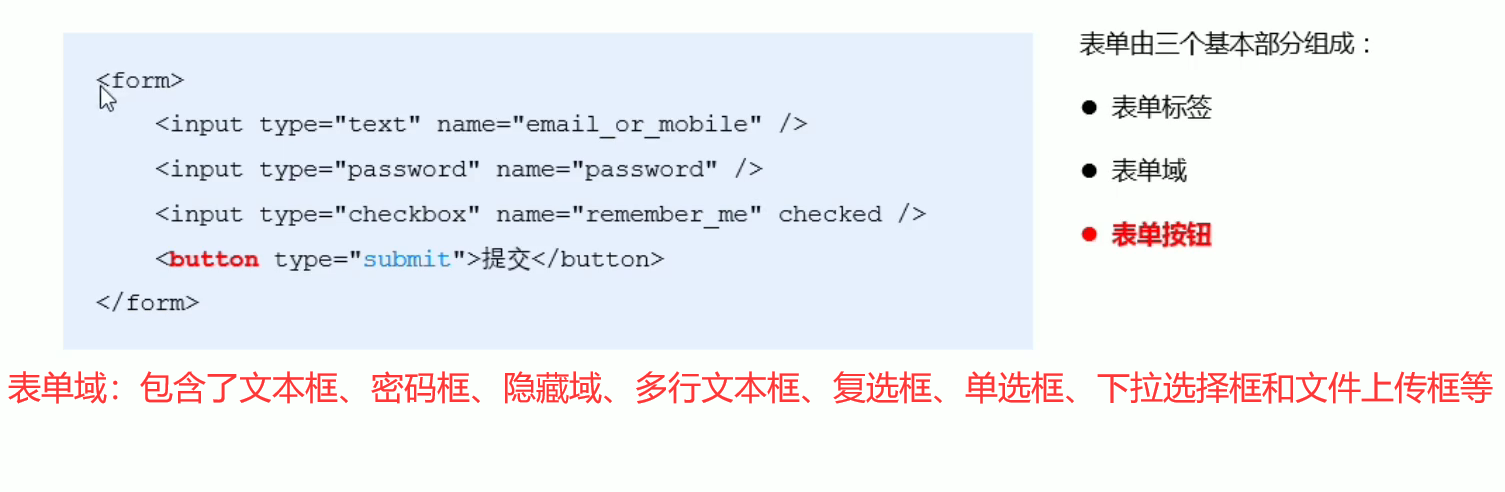 <form>
<input type="text" name="email_or_mobile" />
<input type="password" name="password" />
<input type="checkbox" name="remember_me" checked />
<button type="submit">提交</button>
</form>
表单由三个基本部分组成：
● 表单标签
● 表单域
● 表单按钮
表单域：包含了文本框、密码框、隐藏域、多行文本框、复选框、单选框、下拉选择框和文件上传框等